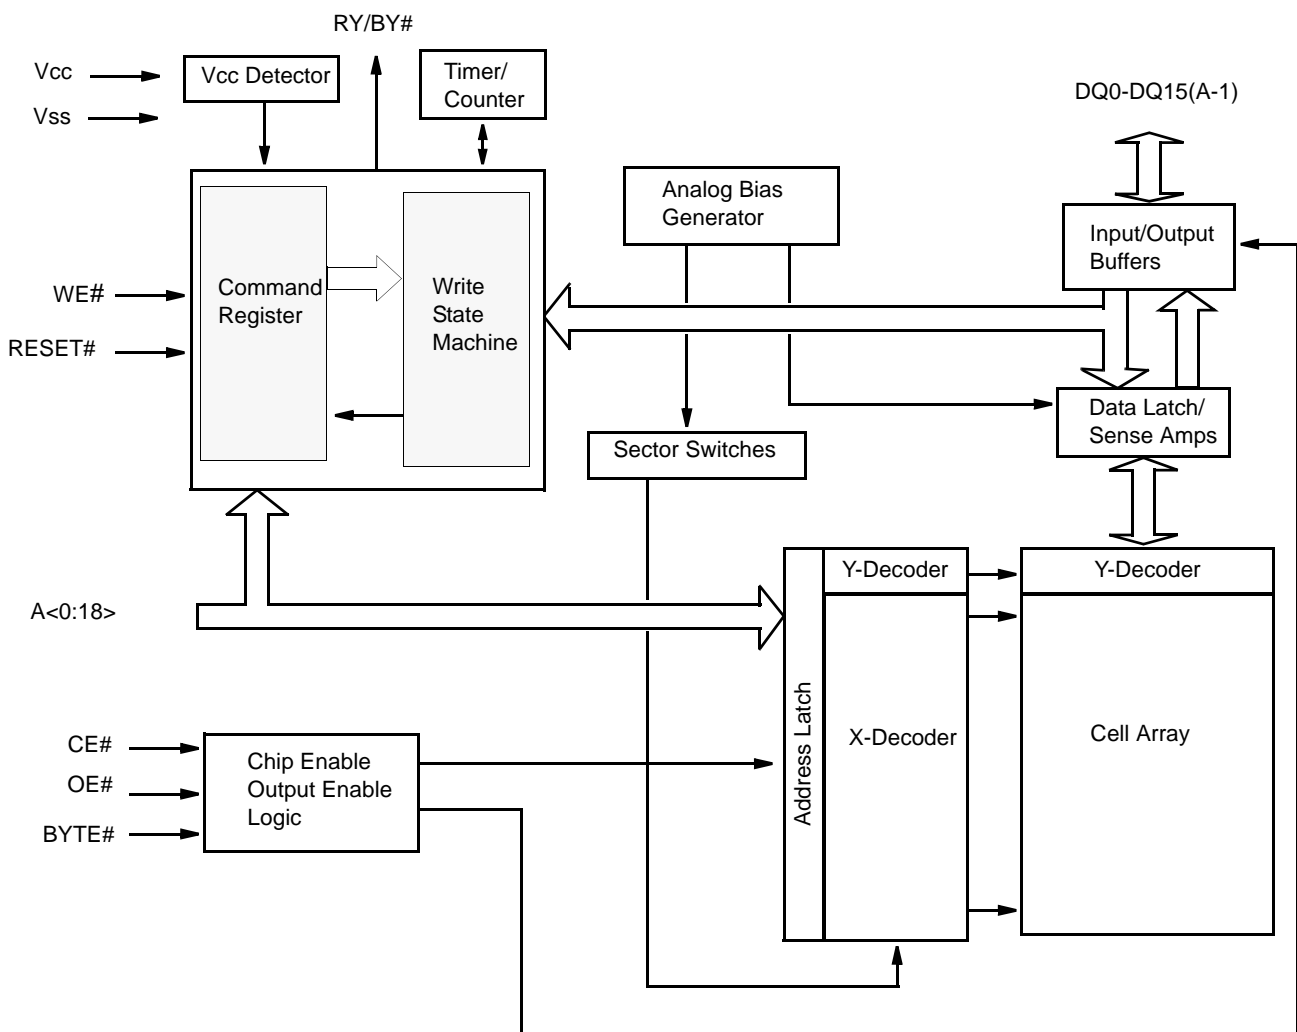 RY/BY#
Vcc
Vss
Vcc Detector
Timer/
Counter
DQ0-DQ15(A-1)
Analog Bias
Generator
Input/Output
Buffers
WE#
RESET#
Command
Register
Write
State
Machine
Data Latch/
Sense Amps
Sector Switches
A<0:18>
Y-Decoder
Y-Decoder
Address Latch
X-Decoder
Cell Array
CE#
OE#
BYTE#
Chip Enable
Output Enable
Logic